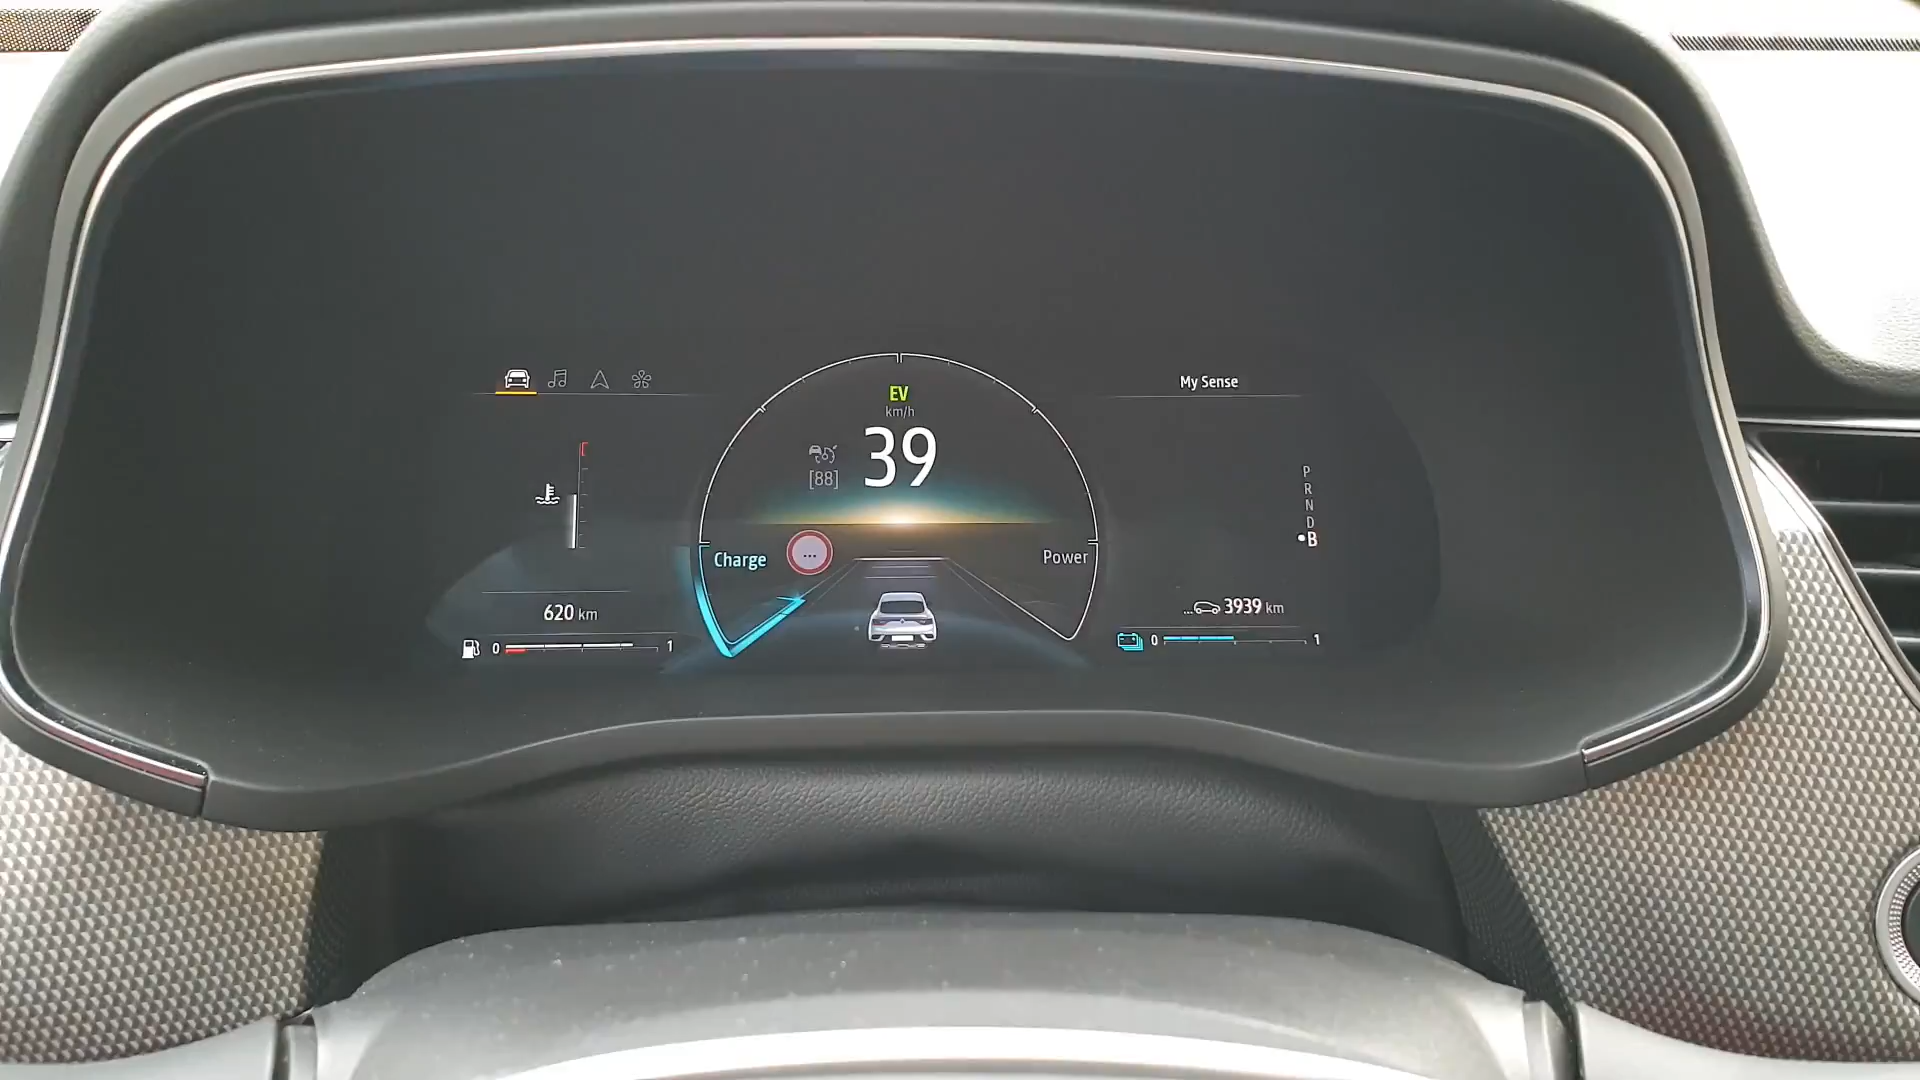 My Sense
EV
km/h
39
[88]
P
R
N
D
B
Charge
...
Power
620 km
...3939 km
0 1
0 1